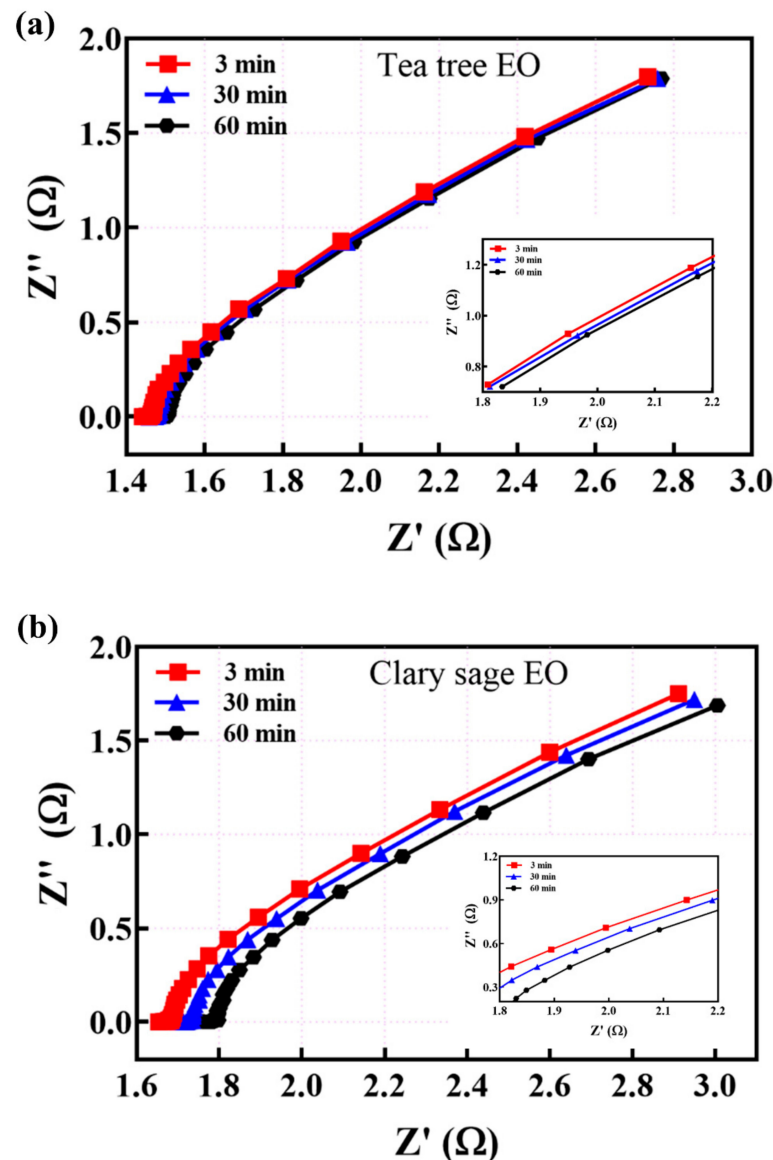 (a)
2.0
3 min
30 min
60 min
Tea tree EO
1.5
1.0
0.5
0.0
Z'' (Ω)
1.4 1.6 1.8 2.0 2.2 2.4 2.6 2.8 3.0
Z' (Ω)
3 min
30 min
60 min
1.2
1.0
0.8
Z'' (Ω)
1.8 1.9 2.0 2.1 2.2
Z' (Ω)
(b)
2.0
3 min
30 min
60 min
Clary sage EO
1.5
1.0
0.5
0.0
Z'' (Ω)
1.6 1.8 2.0 2.2 2.4 2.6 2.8 3.0
Z' (Ω)
3 min
30 min
60 min
1.2
0.9
0.6
0.3
Z'' (Ω)
1.8 1.9 2.0 2.1 2.2
Z' (Ω)